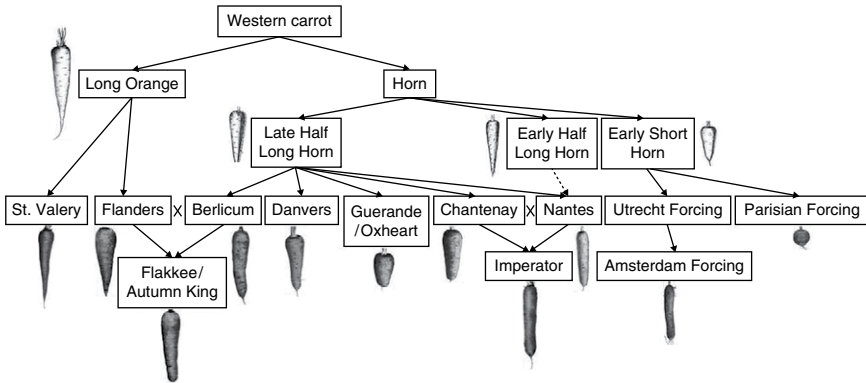 Western carrot
Long Orange
Horn
Late Half
Long Horn
Early Half
Long Horn
Early Short
Horn
St. Valery
Flanders
X
Berlicum
Danvers
Guerande
/Oxheart
Chantenay
X
Nantes
Utrecht Forcing
Parisian Forcing
Flakkee/
Autumn King
Imperator
Amsterdam Forcing